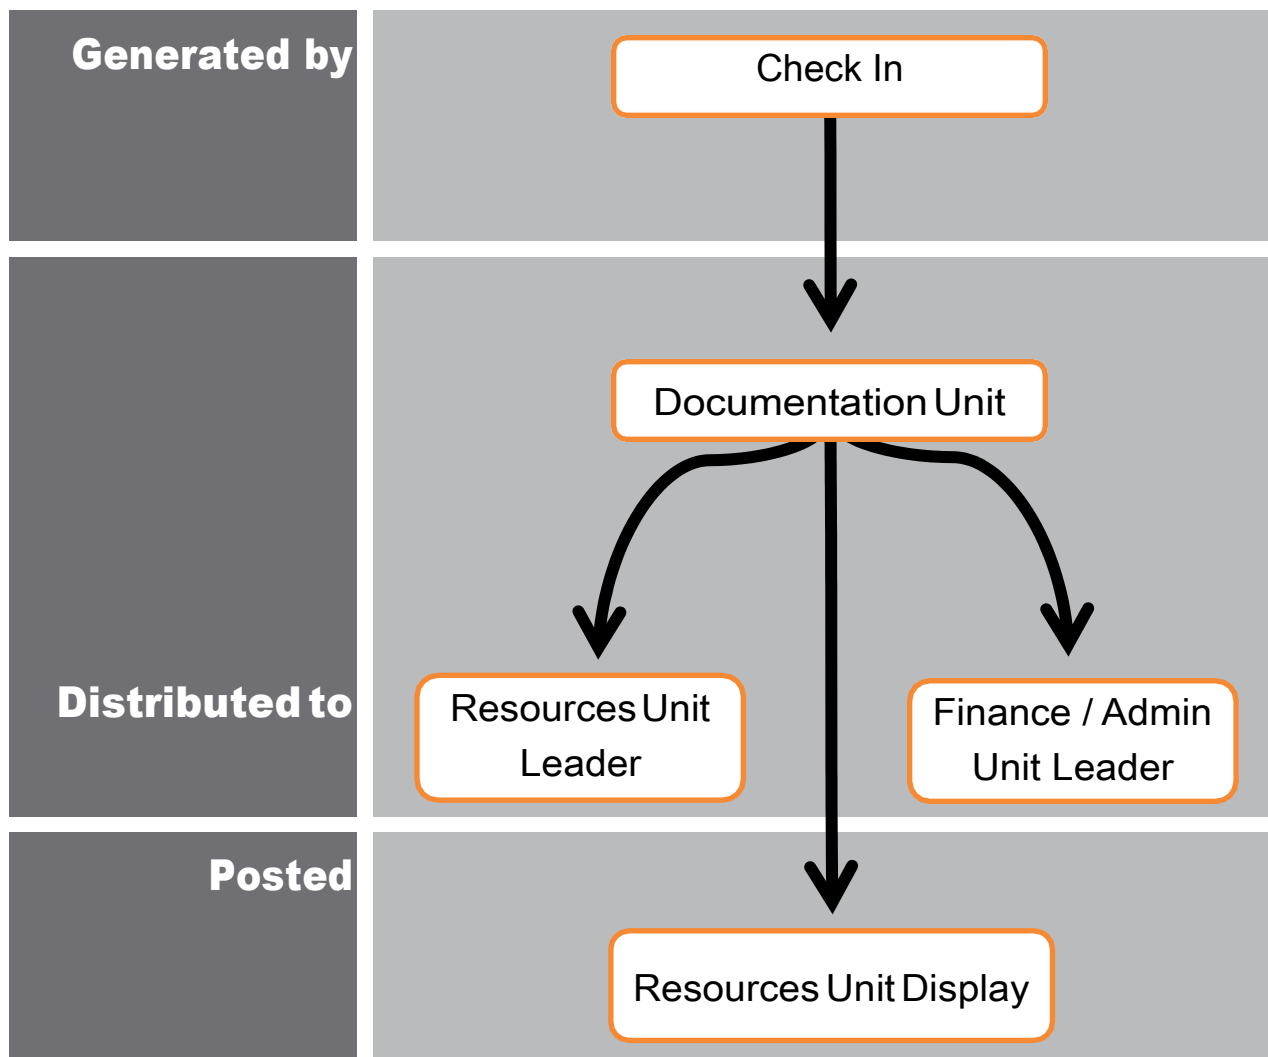 Generated by
Check In
Documentation Unit
Distributed to
Resources Unit
Leader
Finance / Admin
Unit Leader
Posted
Resources Unit Display